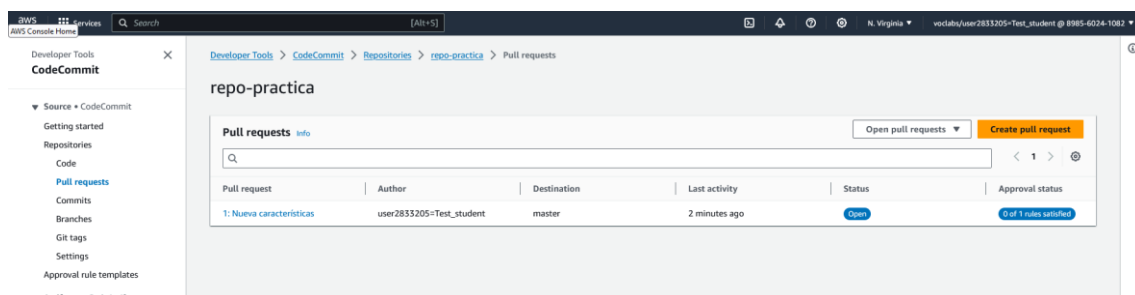 aws Services Search [Alt+S] N. Virginia ▼ voclabs/user2833205=Test_student @ 8985-6024-1082 ▼
AWS Console Home
Developer Tools
CodeCommit
Source • CodeCommit
Getting started
Repositories
Code
Pull requests
Commits
Branches
Git tags
Settings
Approval rule templates
Developer Tools > CodeCommit > Repositories > repo-practica > Pull requests
repo-practica
Pull requests Info Open pull requests ▼ Create pull request
< 1 >
Pull request Author Destination Last activity Status Approval status
1: Nueva características user2833205=Test_student master 2 minutes ago Open 0 of 1 rules satisfied